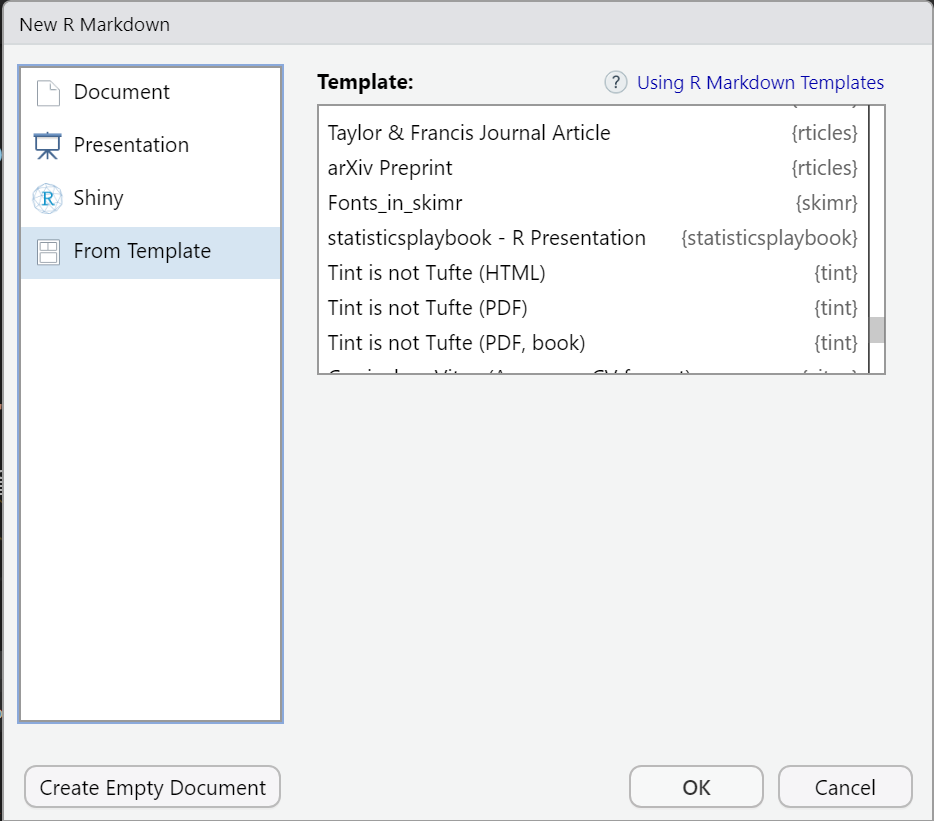 New R Markdown
Document
Presentation
Shiny
From Template
Template:
? Using R Markdown Templates
Taylor & Francis Journal Article {rticles}
arXiv Preprint {rticles}
Fonts_in_skimr {skimr}
statisticsplaybook - R Presentation {statisticsplaybook}
Tint is not Tufte (HTML) {tint}
Tint is not Tufte (PDF) {tint}
Tint is not Tufte (PDF, book) {tint}
Create Empty Document
OK
Cancel